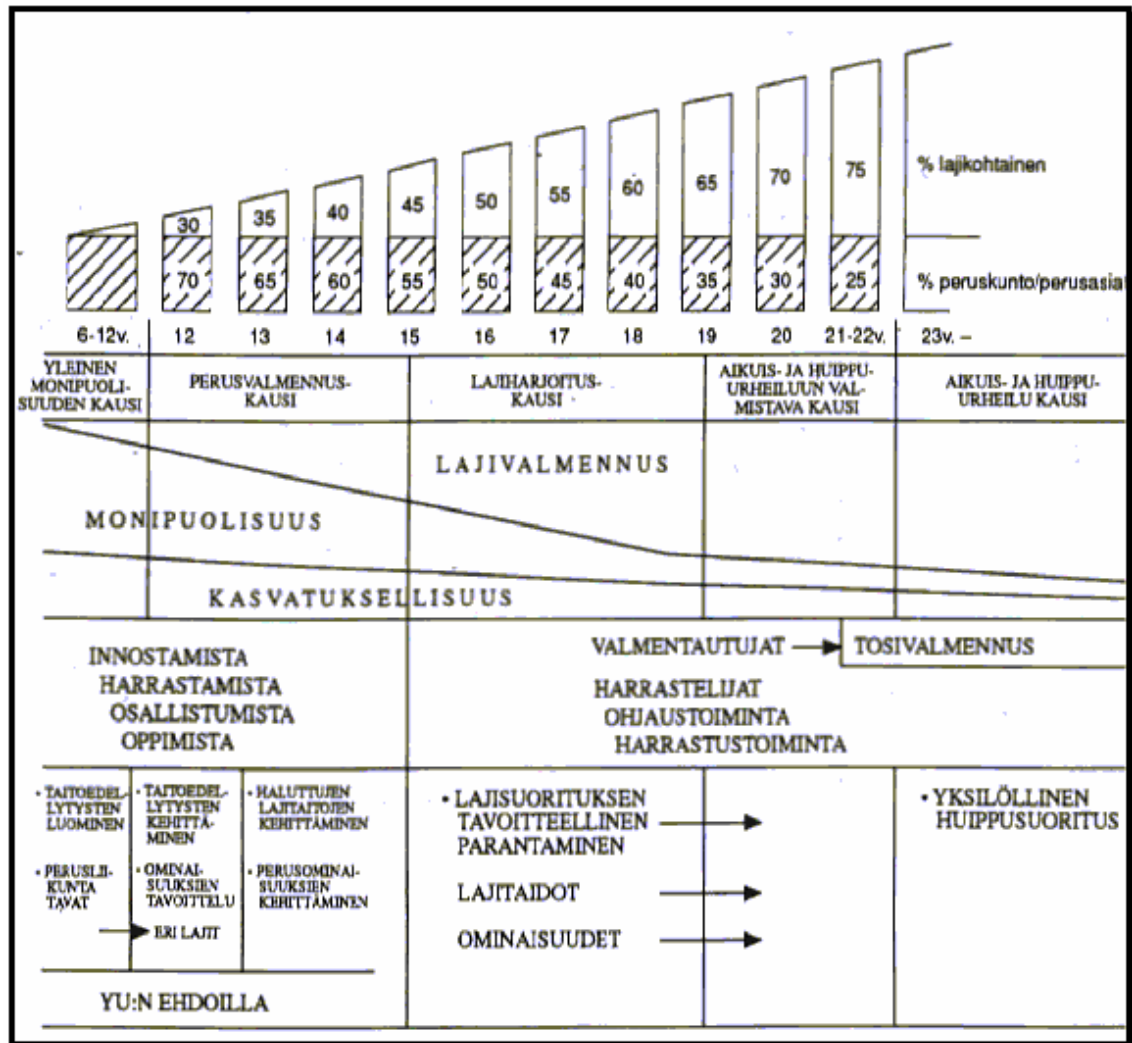 30 35 40 45 50 55 60 65 70 75 % lajikohtainen
70 65 60 55 50 45 40 35 30 25 % peruskunto/perusasiat
6-12v. 12 13 14 15 16 17 18 19 20 21-22v. 23v. –
YLEINEN
MONIPUOLI-
SUUDEN KAUSI
PERUSVALMENNUS-
KAUSI
LAJIHARJOITUS-
KAUSI
AIKUIS- JA HUIPPU-
URHEILUUN VAL-
MISTAVA KAUSI
AIKUIS- JA HUIPPU-
URHEILU KAUSI
LAJIVALMENNUS
MONIPUOLISUUS
KASVATUKSELLISUUS
INNOSTAMISTA
HARRASTAMISTA
OSALLISTUMISTA
OPPIMISTA
VALMENTAUTUJAT
TOSIVALMENNUS
HARRASTELIJAT
OHJAUSTOIMINTA
HARRASTUSTOIMINTA
• TAITOEDEL-
LYTYSTEN
LUOMINEN
• PERUSLII-
KUNTA
TAVAT
• TAITOEDEL-
LYTYSTEN
KEHITTÄ-
MINEN
• OMINAI-
SUUKSIEN
TAVOITTELU
ERI LAJIT
• HALUTTUJEN
LAJITAITOJEN
KEHITTÄMINEN
• PERUSOMINAI-
SUUKSIEN
KEHITTÄMINEN
• LAJISUORITUKSEN
TAVOITTEELLINEN
PARANTAMINEN
LAJITAIDOT
OMINAISUUDET
• YKSILÖLLINEN
HUIPPUSUORITUS
YU:N EHDOILLA